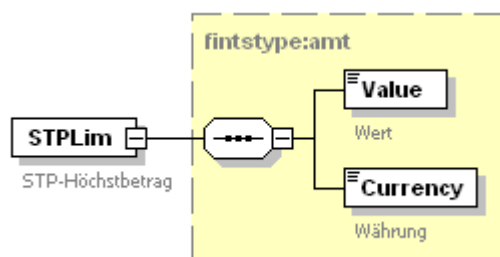 fintstype:amt
Value
Wert
STPLim
STP-Höchstbetrag
Currency
Währung